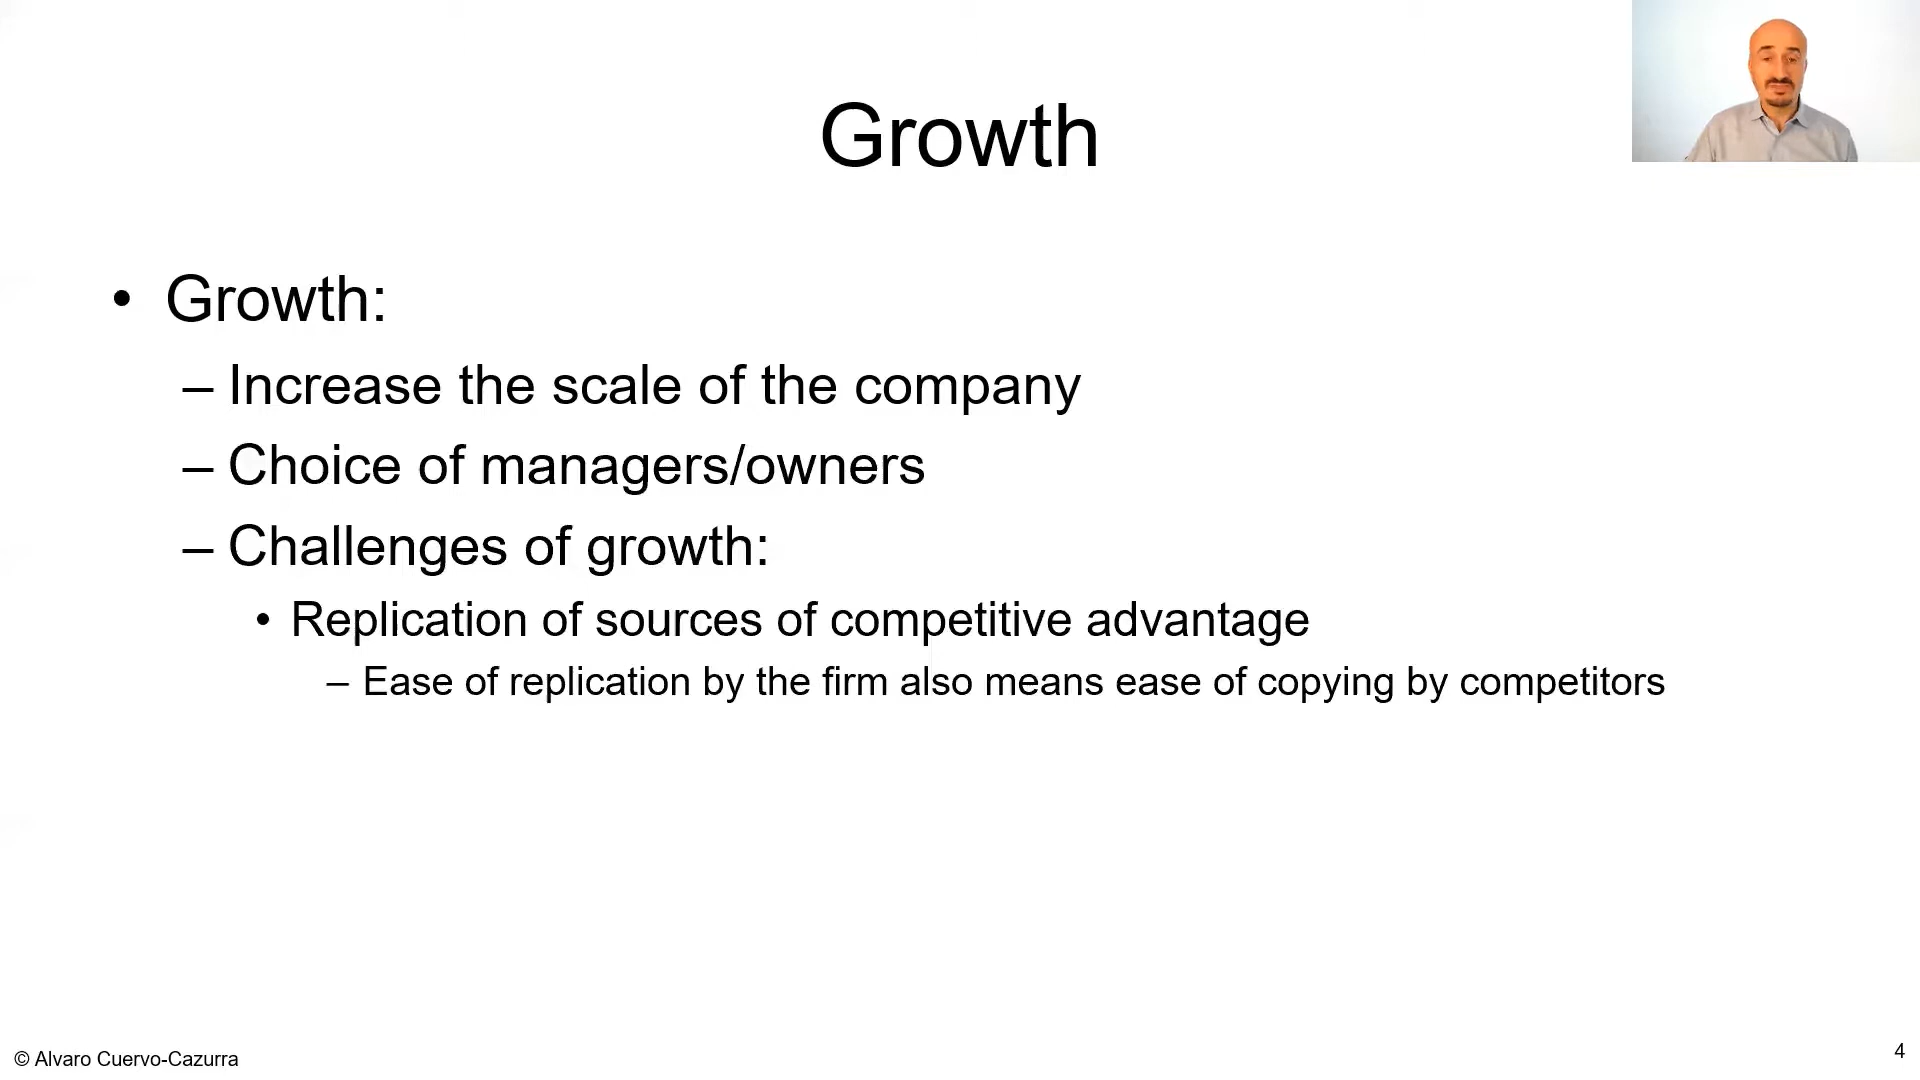 Growth
• Growth:
– Increase the scale of the company
– Choice of managers/owners
– Challenges of growth:
• Replication of sources of competitive advantage
– Ease of replication by the firm also means ease of copying by competitors
© Alvaro Cuervo-Cazurra
4